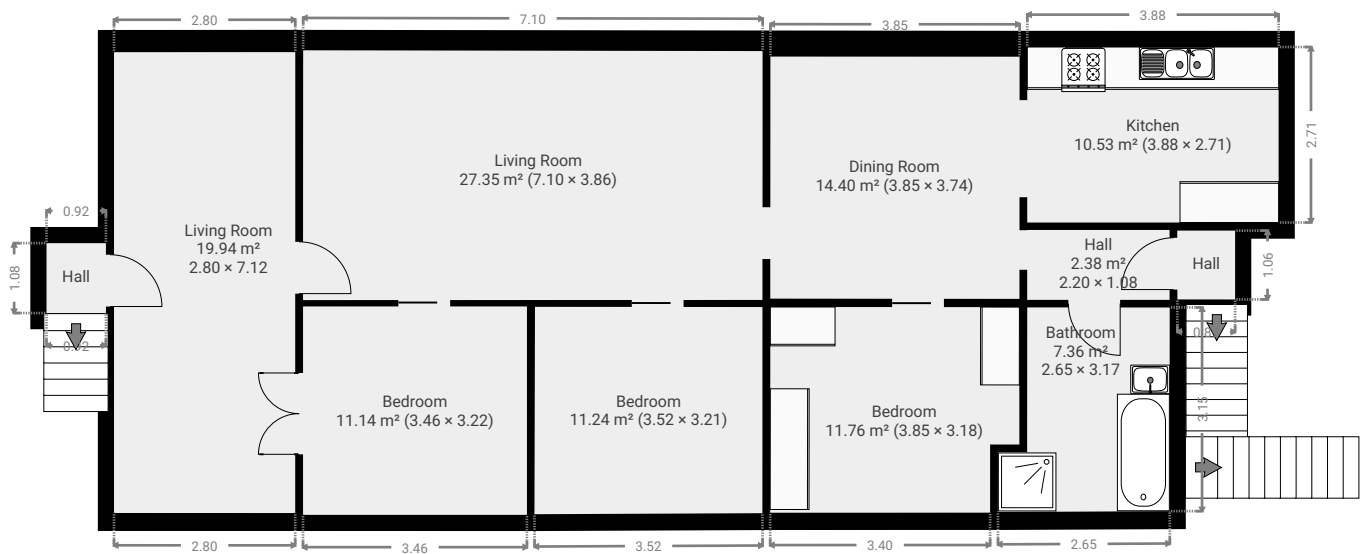 2.80
7.10
3.85
3.88
Kitchen
10.53 m² (3.88 × 2.71)
2.71
Living Room
27.35 m² (7.10 × 3.86)
Dining Room
14.40 m² (3.85 × 3.74)
0.92
Living Room
19.94 m²
2.80 × 7.12
Hall
1.08
Hall
2.38 m²
2.20 × 1.08
Hall
1.06
0.92
Bathroom
7.36 m²
2.65 × 3.17
Bedroom
11.14 m² (3.46 × 3.22)
Bedroom
11.24 m² (3.52 × 3.21)
Bedroom
11.76 m² (3.85 × 3.18)
3.15
2.80
3.46
3.52
3.40
2.65